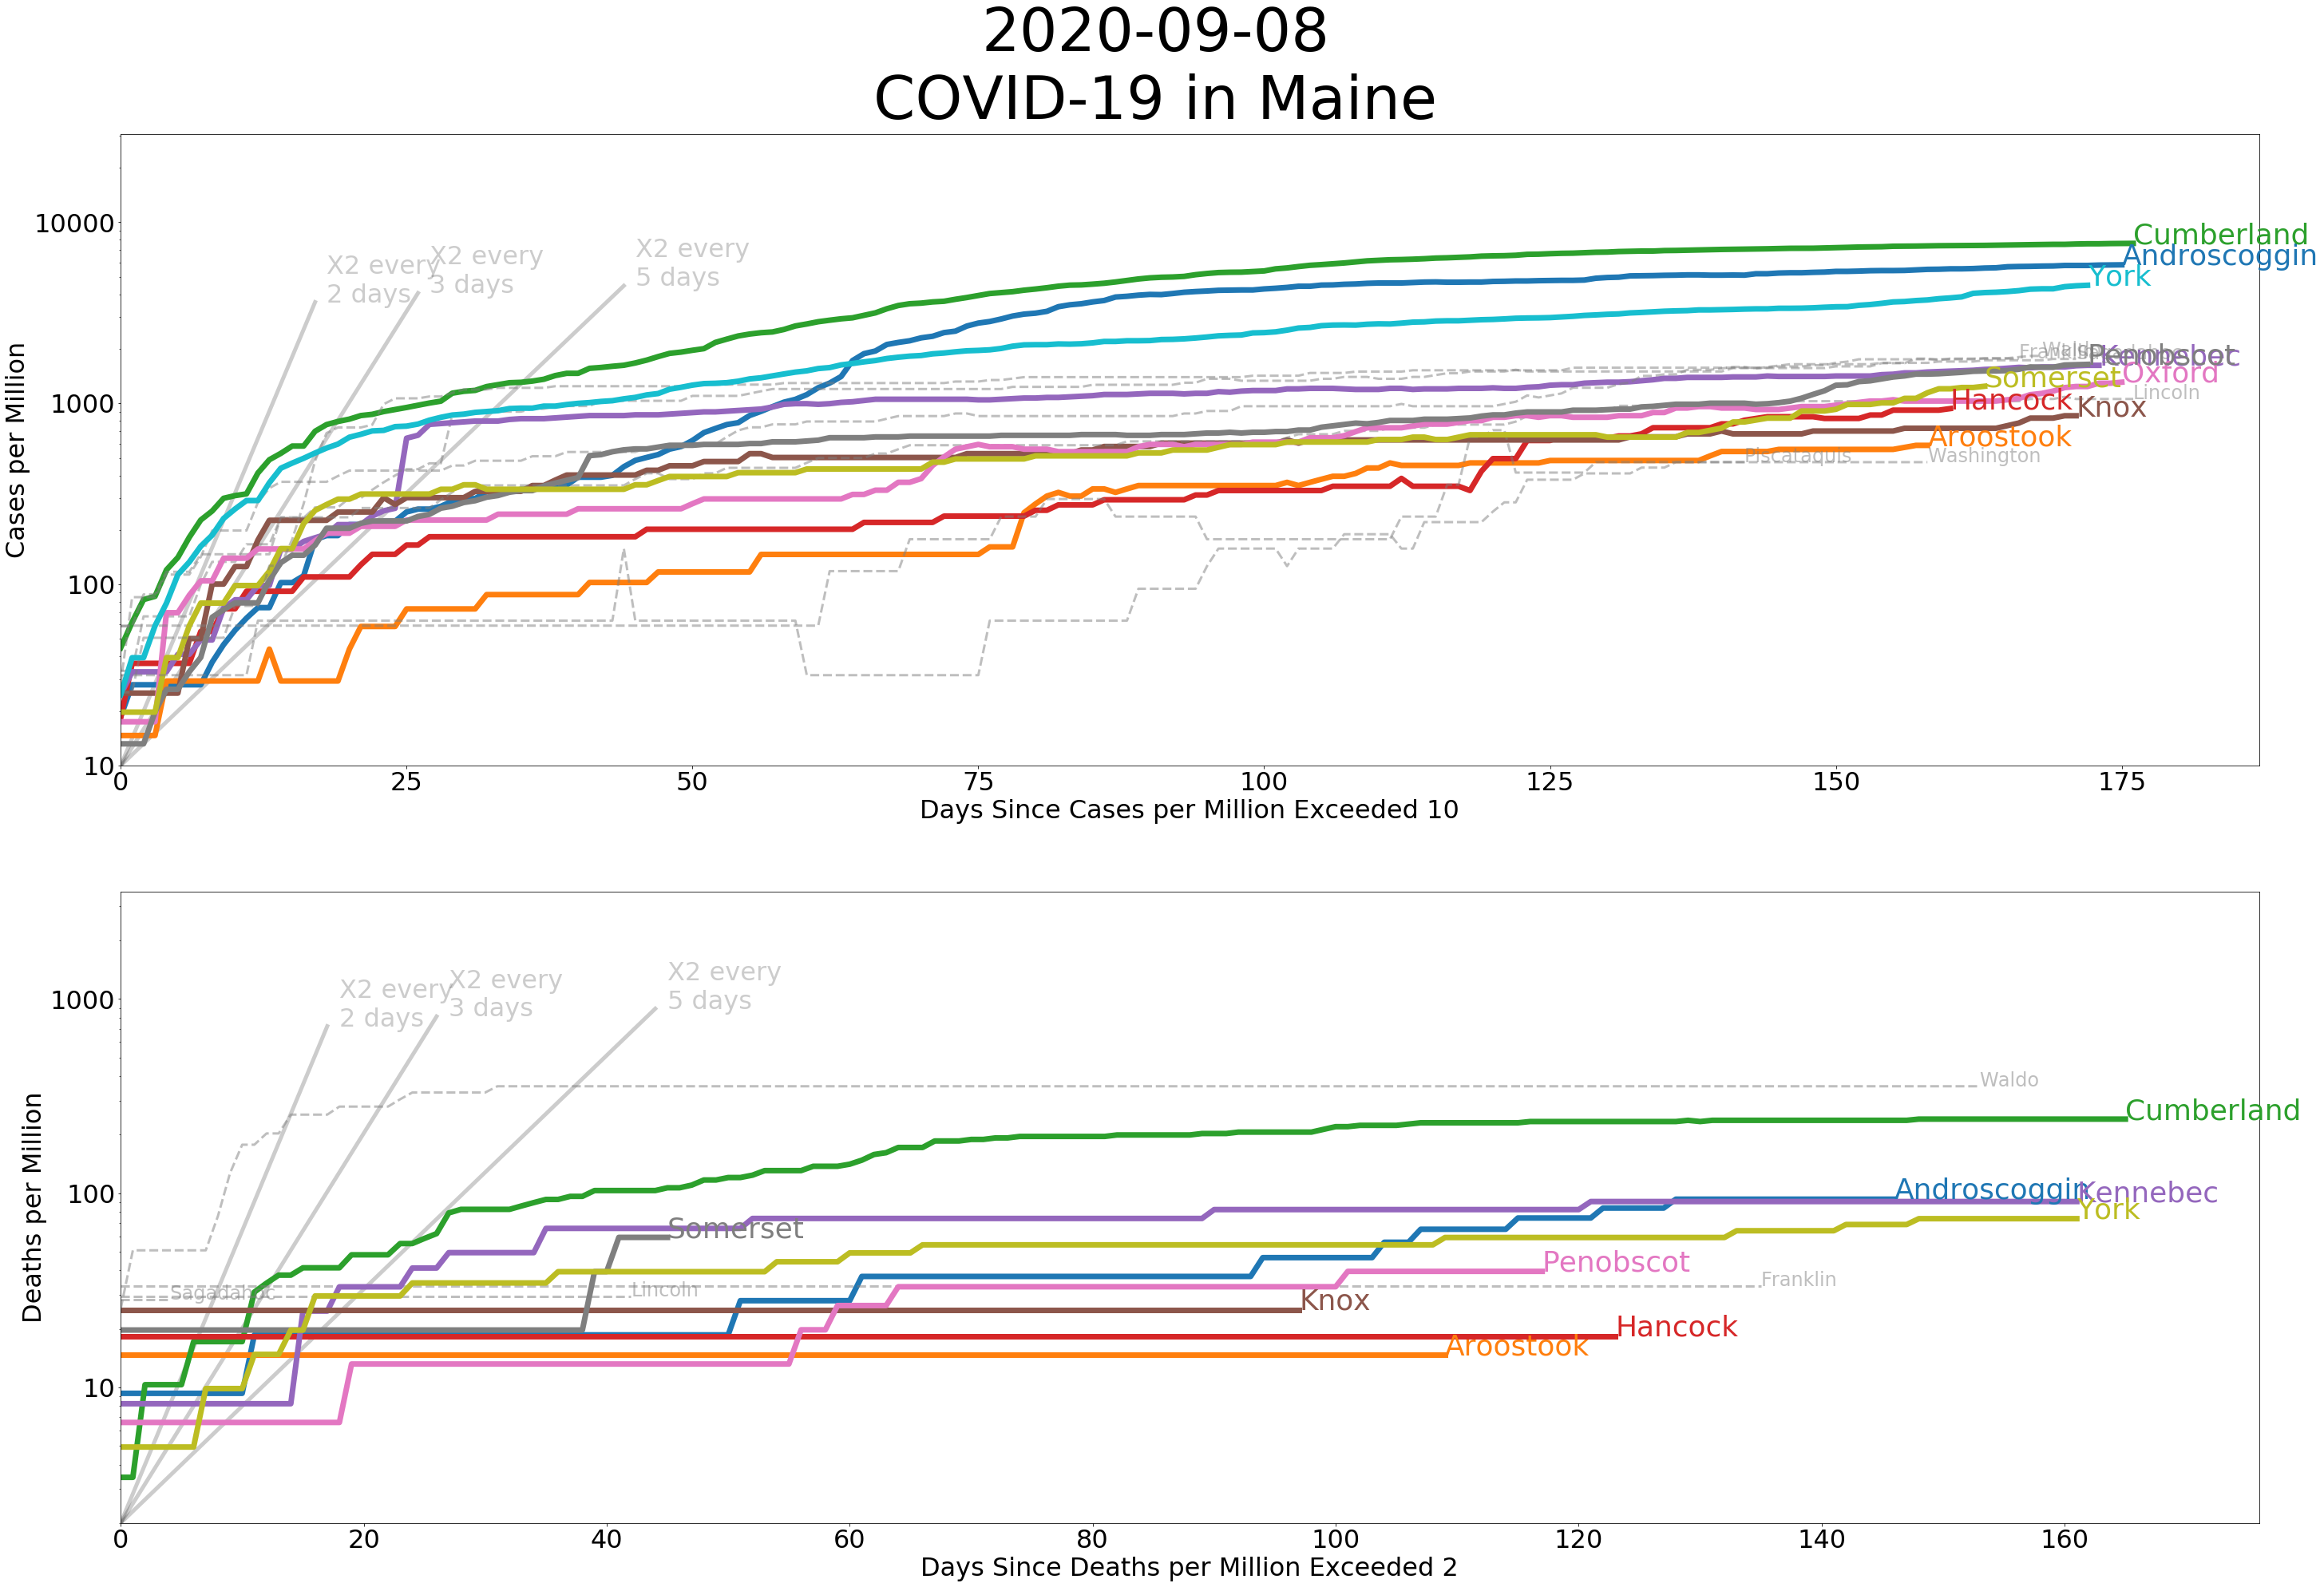 2020-09-08
COVID-19 in Maine
Cases per Million
10000
1000
100
10
X2 every
2 days
X2 every
3 days
X2 every
5 days
Cumberland
Androscoggin
York
Waldo
Franklin
Penobscot
Kennebec
Somerset
Oxford
Lincoln
Hancock
Knox
Aroostook
Piscataquis
Washington
0
25
50
75
100
125
150
175
Days Since Cases per Million Exceeded 10
Deaths per Million
1000
100
10
X2 every
2 days
X2 every
3 days
X2 every
5 days
Waldo
Cumberland
Androscoggin
Kennebec
York
Somerset
Penobscot
Franklin
Sagadahoc
Lincoln
Knox
Hancock
Aroostook
0
20
40
60
80
100
120
140
160
Days Since Deaths per Million Exceeded 2